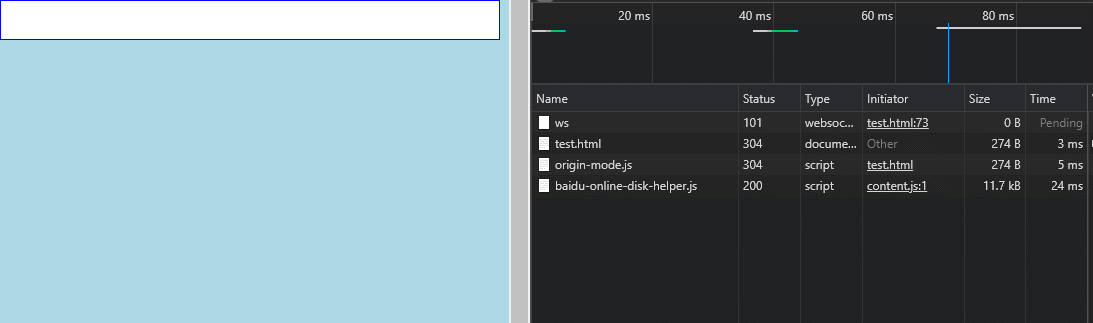 20 ms 40 ms 60 ms 80 ms
Name Status Type Initiator Size Time
ws 101 websoc... test.html:73 0 B Pending
test.html 304 docume... Other 274 B 3 ms
origin-mode.js 304 script test.html 274 B 5 ms
baidu-online-disk-helper.js 200 script content.js:1 11.7 kB 24 ms